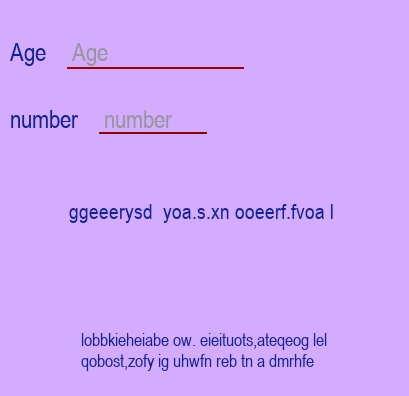 Age Age
number number
ggeeerysd yoa.s.xn ooeerf.fvoa l
lobbkieheiabe ow. eieituots,ateqeog lel
qobost,zofy ig uhwfn reb tn a dmrhfe